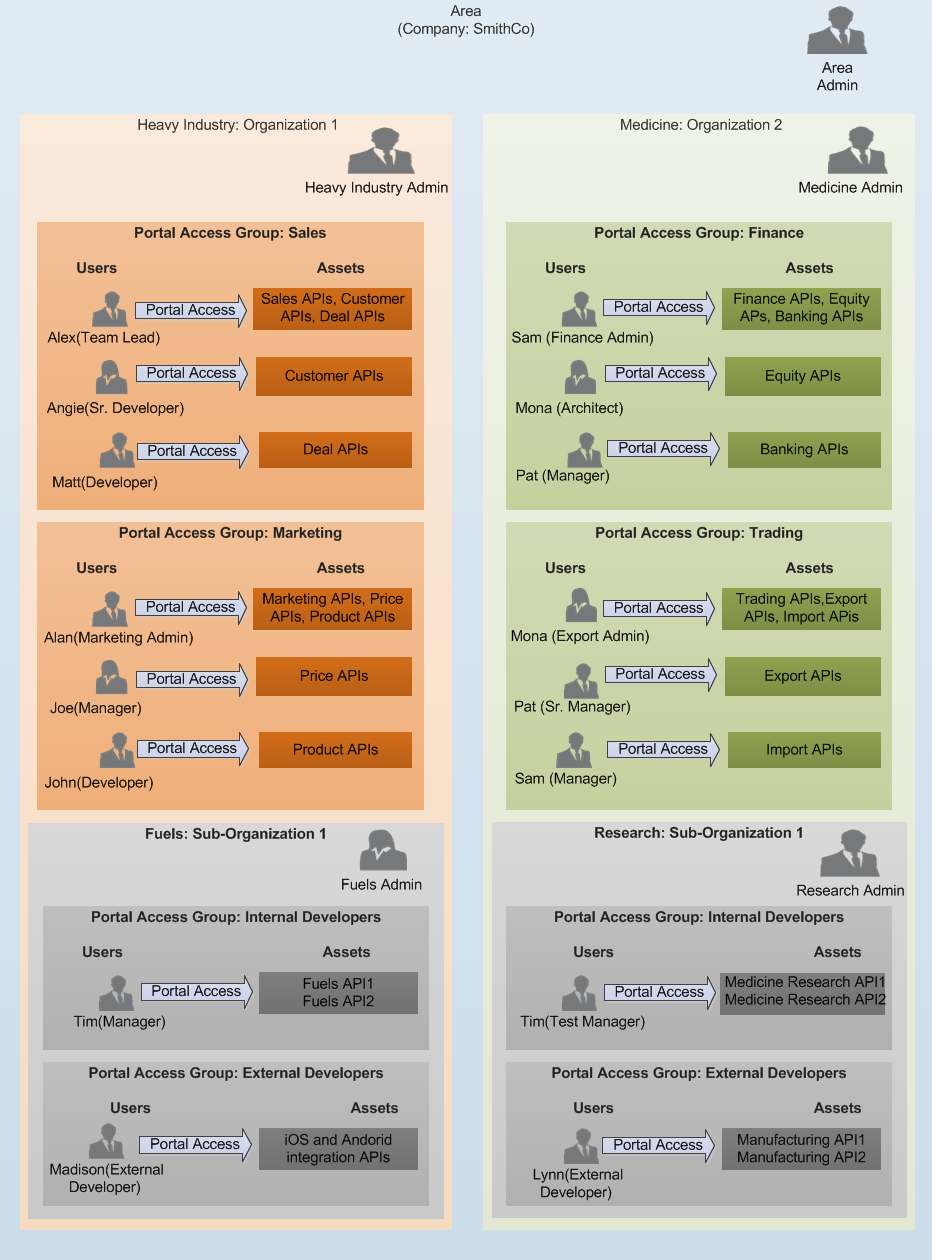 Area
(Company: SmithCo)
Area
Admin
Heavy Industry: Organization 1
Heavy Industry Admin
Portal Access Group: Sales
Users
Assets
Portal Access
Sales APIs, Customer
APIs, Deal APIs
Alex(Team Lead)
Portal Access
Customer APIs
Angie(Sr. Developer)
Portal Access
Deal APIs
Matt(Developer)
Portal Access Group: Marketing
Users
Assets
Portal Access
Marketing APIs, Price
APIs, Product APIs
Alan(Marketing Admin)
Portal Access
Price APIs
Joe(Manager)
Portal Access
Product APIs
John(Developer)
Fuels: Sub-Organization 1
Fuels Admin
Portal Access Group: Internal Developers
Users
Assets
Portal Access
Fuels API1
Fuels API2
Tim(Manager)
Portal Access Group: External Developers
Users
Assets
Portal Access
iOS and Andorid
integration APIs
Madison(External
Developer)
Medicine: Organization 2
Medicine Admin
Portal Access Group: Finance
Users
Assets
Portal Access
Finance APIs, Equity
APs, Banking APIs
Sam (Finance Admin)
Portal Access
Equity APIs
Mona (Architect)
Portal Access
Banking APIs
Pat (Manager)
Portal Access Group: Trading
Users
Assets
Portal Access
Trading APIs,Export
APIs, Import APis
Mona (Export Admin)
Portal Access
Export APIs
Pat (Sr. Manager)
Portal Access
Import APIs
Sam (Manager)
Research: Sub-Organization 1
Research Admin
Portal Access Group: Internal Developers
Users
Assets
Portal Access
Medicine Research API1
Medicine Research API2
Tim(Test Manager)
Portal Access Group: External Developers
Users
Assets
Portal Access
Manufacturing API1
Manufacturing API2
Lynn(External
Developer)